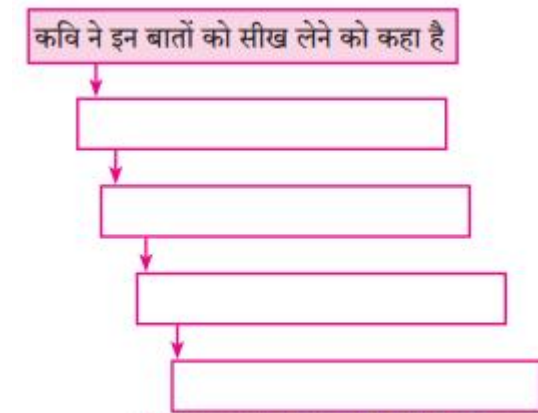 कवि ने इन बातों को सीख लेने को कहा है